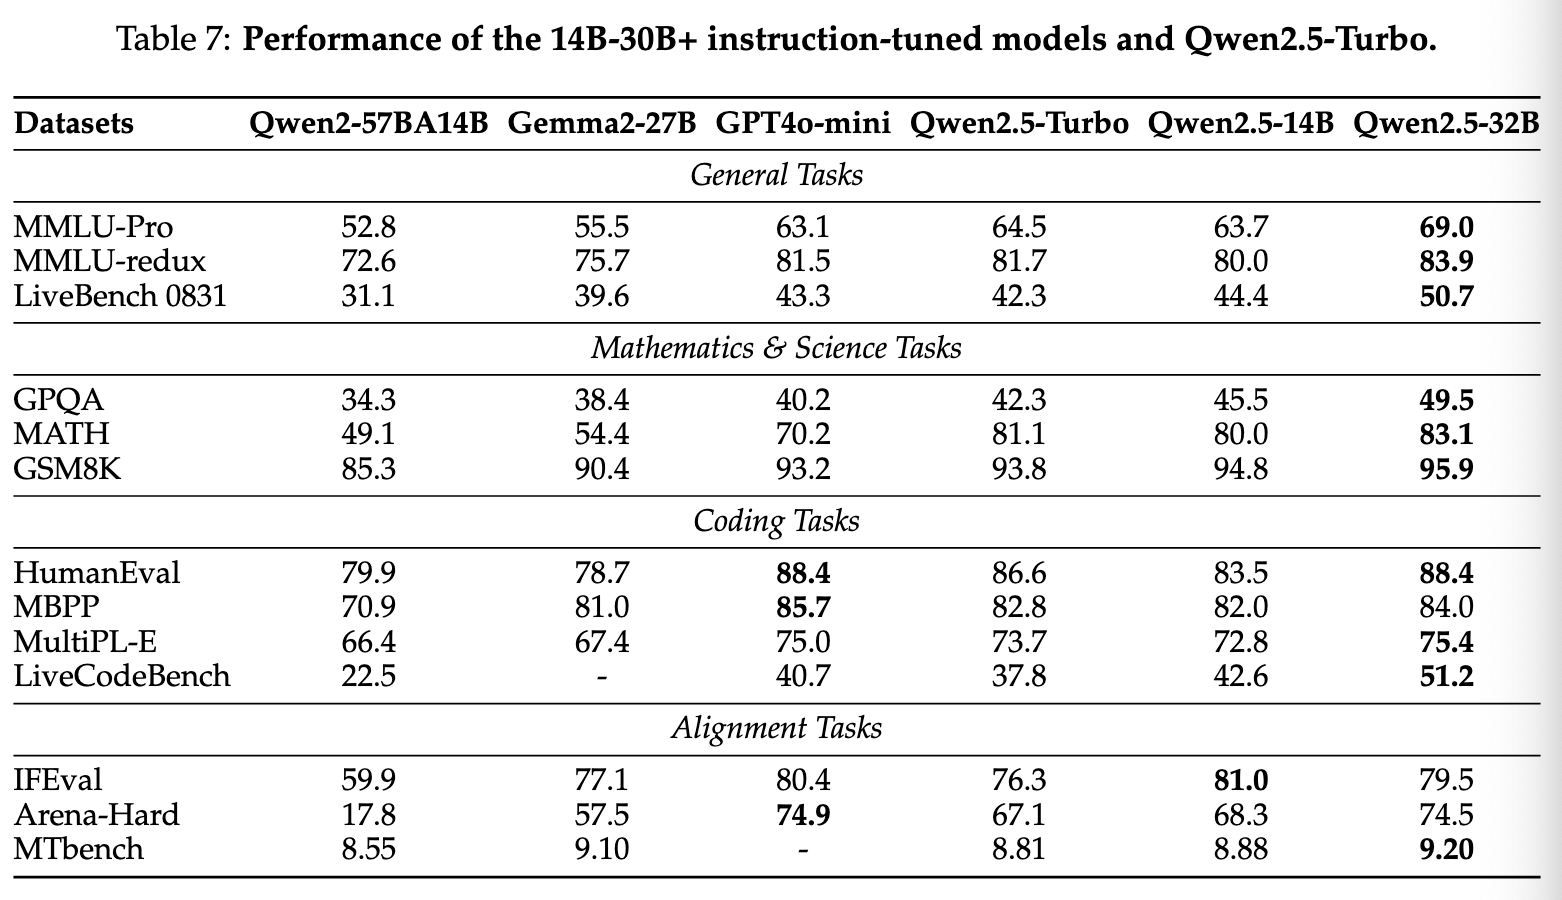 Table 7: Performance of the 14B-30B+ instruction-tuned models and Qwen2.5-Turbo.
Datasets Qwen2-57BA14B Gemma2-27B GPT4o-mini Qwen2.5-Turbo Qwen2.5-14B Qwen2.5-32B
General Tasks
MMLU-Pro 52.8 55.5 63.1 64.5 63.7 69.0
MMLU-redux 72.6 75.7 81.5 81.7 80.0 83.9
LiveBench 0831 31.1 39.6 43.3 42.3 44.4 50.7
Mathematics & Science Tasks
GPQA 34.3 38.4 40.2 42.3 45.5 49.5
MATH 49.1 54.4 70.2 81.1 80.0 83.1
GSM8K 85.3 90.4 93.2 93.8 94.8 95.9
Coding Tasks
HumanEval 79.9 78.7 88.4 86.6 83.5 88.4
MBPP 70.9 81.0 85.7 82.8 82.0 84.0
MultiPL-E 66.4 67.4 75.0 73.7 72.8 75.4
LiveCodeBench 22.5 - 40.7 37.8 42.6 51.2
Alignment Tasks
IFEval 59.9 77.1 80.4 76.3 81.0 79.5
Arena-Hard 17.8 57.5 74.9 67.1 68.3 74.5
MTbench 8.55 9.10 - 8.81 8.88 9.20